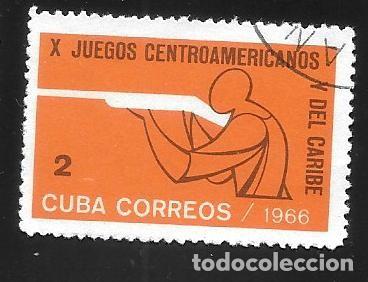 X JUEGOS CENTROAMERICANOS
Y DEL CARIBE
2
CUBA CORREOS / 1966
todocoleccion